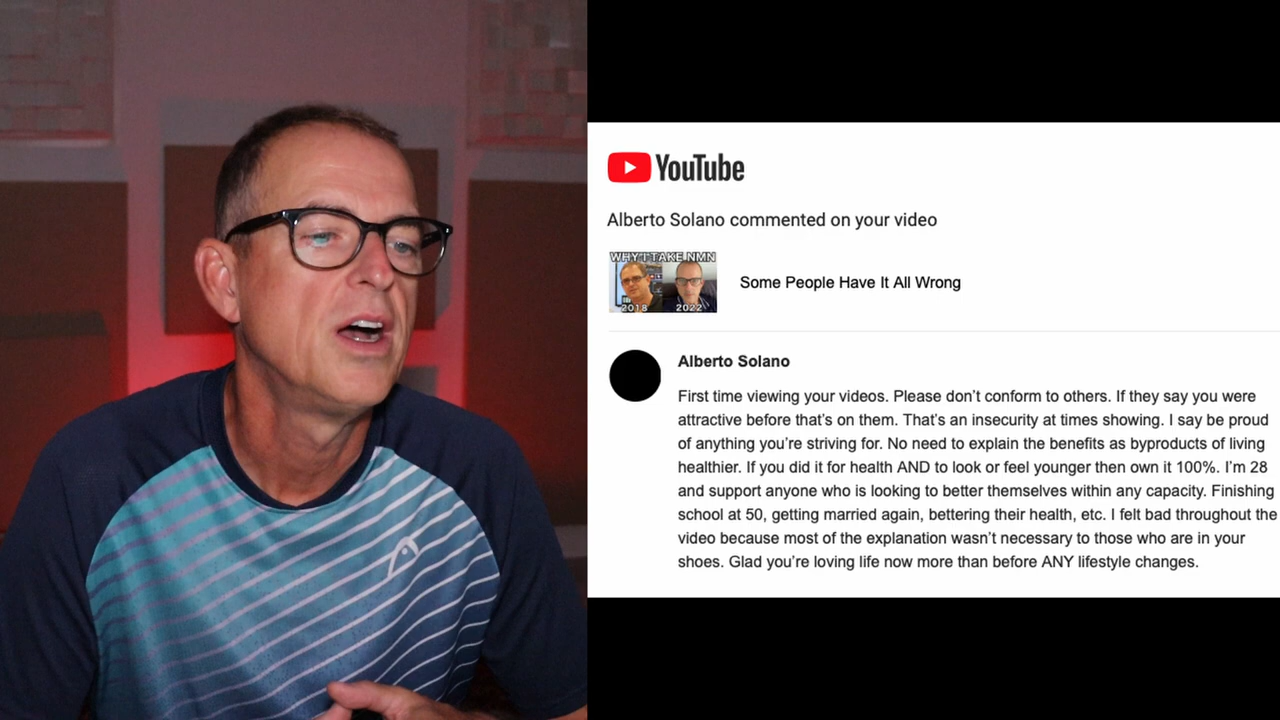 YouTube
Alberto Solano commented on your video
WHY I TAKE NMN
2018 2022
Some People Have It All Wrong
Alberto Solano
First time viewing your videos. Please don’t conform to others. If they say you were
attractive before that’s on them. That’s an insecurity at times showing. I say be proud
of anything you’re striving for. No need to explain the benefits as byproducts of living
healthier. If you did it for health AND to look or feel younger then own it 100%. I’m 28
and support anyone who is looking to better themselves within any capacity. Finishing
school at 50, getting married again, bettering their health, etc. I felt bad throughout the
video because most of the explanation wasn’t necessary to those who are in your
shoes. Glad you’re loving life now more than before ANY lifestyle changes.